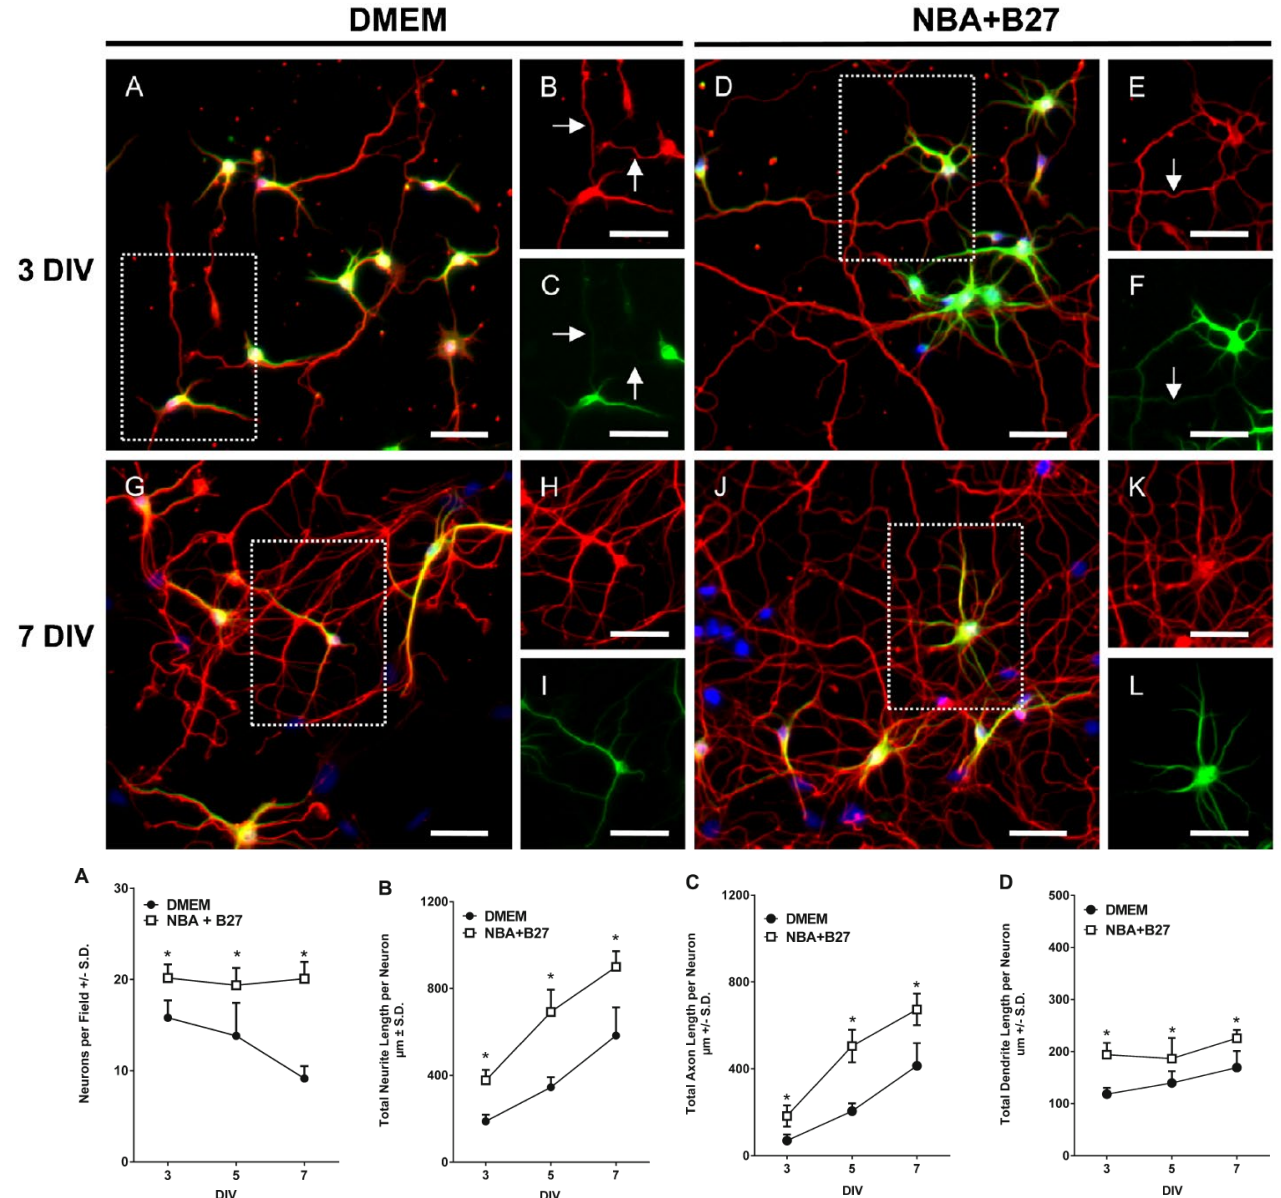 DMEM NBA+B27
A B D E
C F
3 DIV
G H J K
I L
7 DIV
A
Neurons per Field +/- S.D.
30
20
10
0
DMEM
NBA + B27
* * *
3 5 7
DIV
B
Total Neurite Length per Neuron
µm ± S.D.
1200
800
400
0
DMEM
NBA+B27
* * *
3 5 7
DIV
C
Total Axon Length per Neuron
µm +/- S.D.
1200
800
400
0
DMEM
NBA+B27
* * *
3 5 7
DIV
D
Total Dendrite Length per Neuron
um +/- S.D.
500
400
300
200
100
0
DMEM
NBA+B27
* * *
3 5 7
DIV